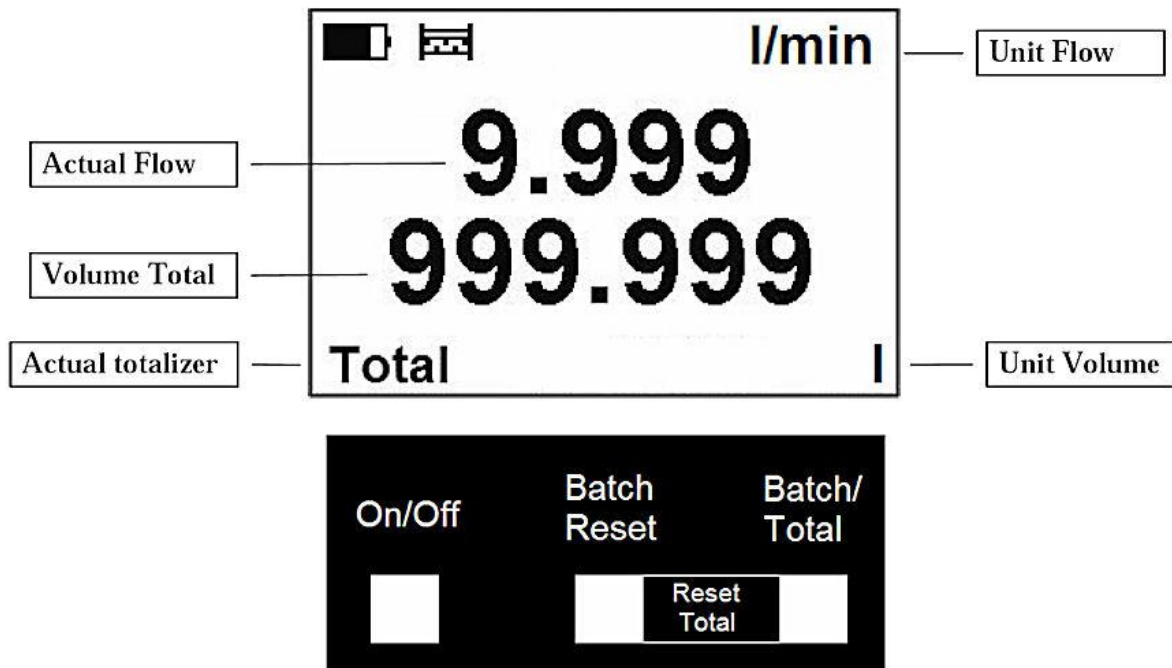 l/min
Unit Flow
9.999
Actual Flow
999.999
Volume Total
Actual totalizer
Total
l
Unit Volume
On/Off
Batch
Reset
Batch/
Total
Reset
Total